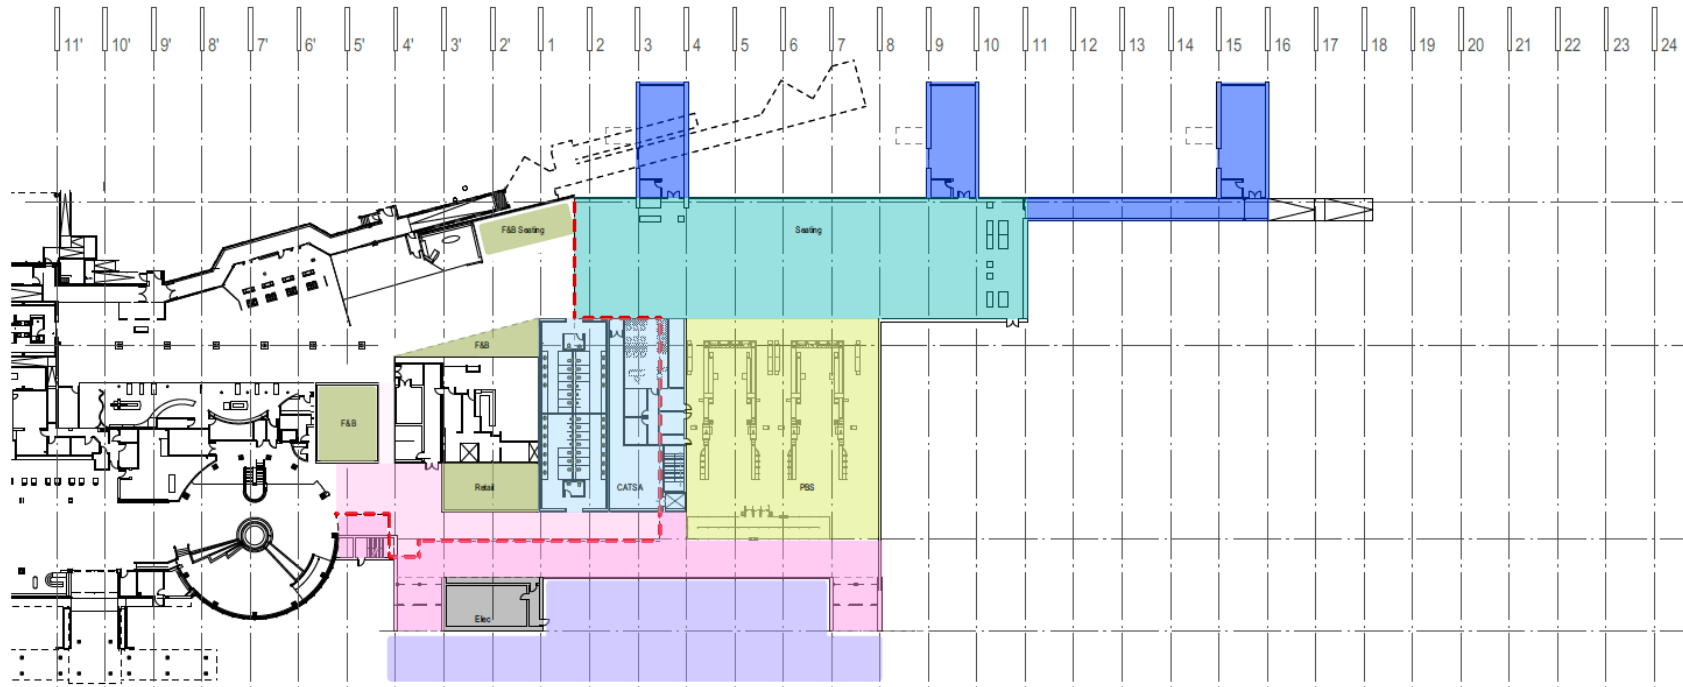 11' 10' 9' 8' 7' 6' 5' 4' 3' 2' 1 2 3 4 5 6 7 8 9 10 11 12 13 14 15 16 17 18 19 20 21 22 23 24
F&B Seating
Seating
F&B
F&B
Retail
CATSA
PBS
Elec